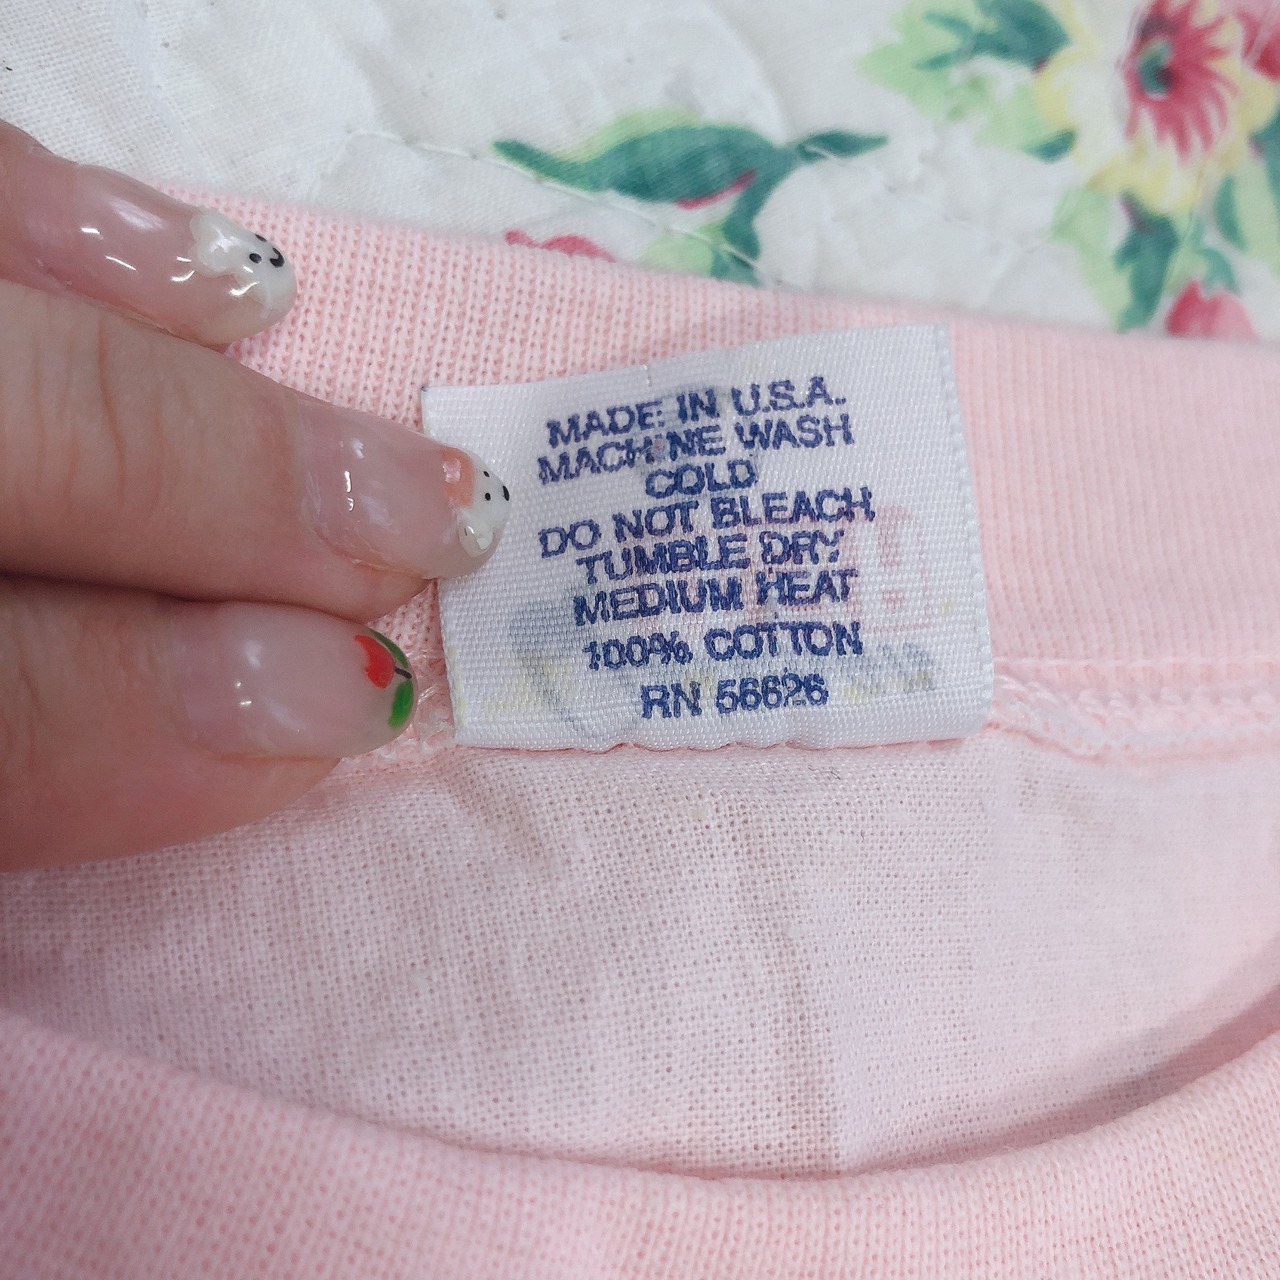 MADE IN U.S.A.
MACHINE WASH
COLD
DO NOT BLEACH
TUMBLE DRY
MEDIUM HEAT
100% COTTON
RN 56626